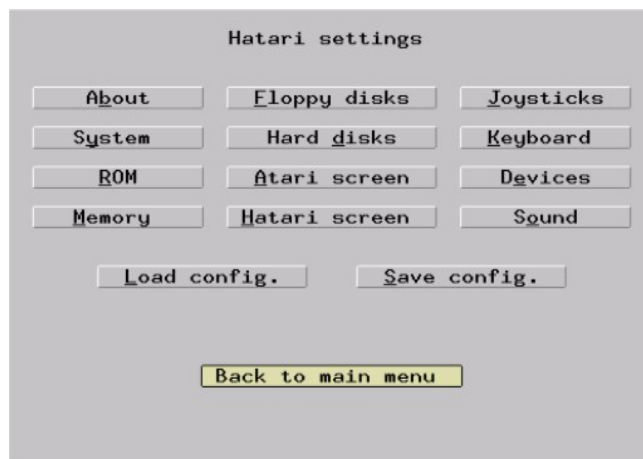 Hatari settings
About Floppy disks Joysticks
System Hard disks Keyboard
ROM Atari screen Devices
Memory Hatari screen Sound
Load config. Save config.
Back to main menu